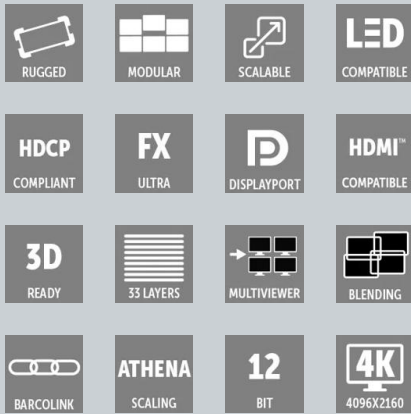 RUGGED
MODULAR
SCALABLE
LED
COMPATIBLE
HDCP
COMPLIANT
FX
ULTRA
DISPLAYPORT
HDMI™
COMPATIBLE
3D
READY
33 LAYERS
MULTIVIEWER
BLENDING
BARCOLINK
ATHENA
SCALING
12
BIT
4K
4096X2160